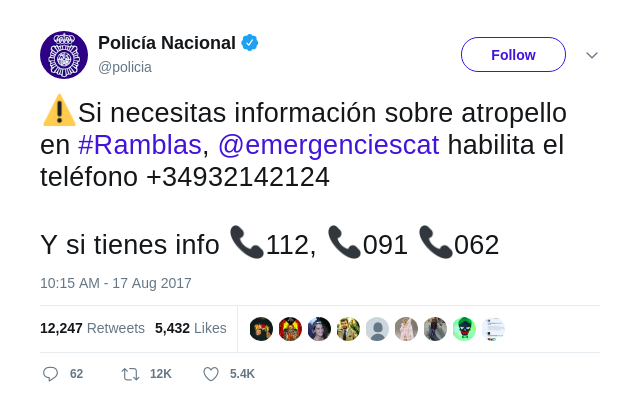 Policía Nacional
@policia
Follow
⚠️Si necesitas información sobre atropello
en #Ramblas, @emergenciescat habilita el
teléfono +34932142124
Y si tienes info 📞112, 📞091 📞062
10:15 AM - 17 Aug 2017
12,247 Retweets 5,432 Likes
62 12K 5.4K